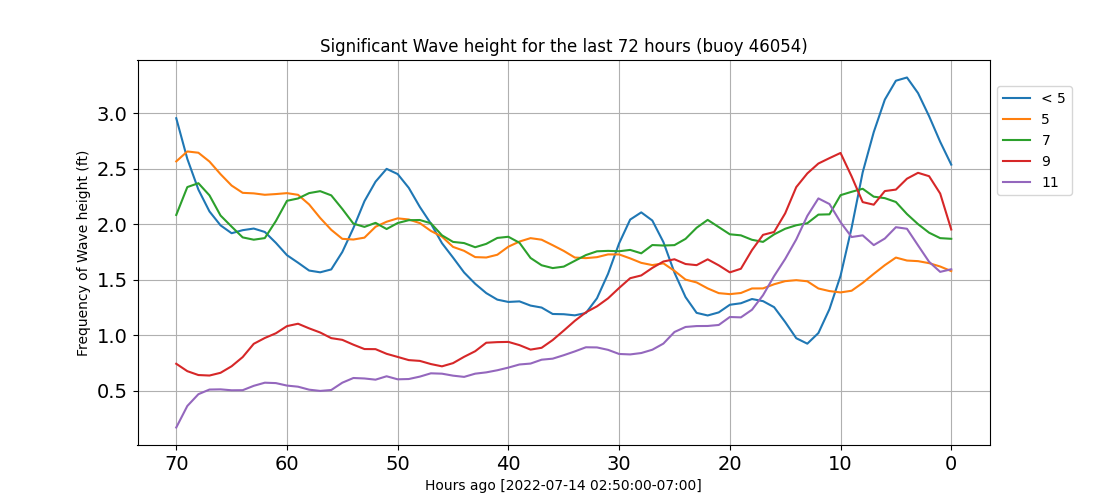 Significant Wave height for the last 72 hours (buoy 46054)
Frequency of Wave height (ft)
3.0
2.5
2.0
1.5
1.0
0.5
70 60 50 40 30 20 10 0
Hours ago [2022-07-14 02:50:00-07:00]
< 5
5
7
9
11